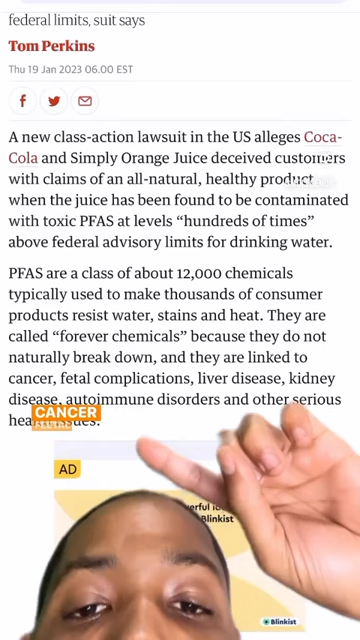 federal limits, suit says
Tom Perkins
Thu 19 Jan 2023 06.00 EST
A new class-action lawsuit in the US alleges Coca-
Cola and Simply Orange Juice deceived customers
with claims of an all-natural, healthy product
when the juice has been found to be contaminated
with toxic PFAS at levels “hundreds of times”
above federal advisory limits for drinking water.
PFAS are a class of about 12,000 chemicals
typically used to make thousands of consumer
products resist water, stains and heat. They are
called “forever chemicals” because they do not
naturally break down, and they are linked to
cancer, fetal complications, liver disease, kidney
disease, autoimmune disorders and other serious
CANCER
AD
Blinkist
Blinkist